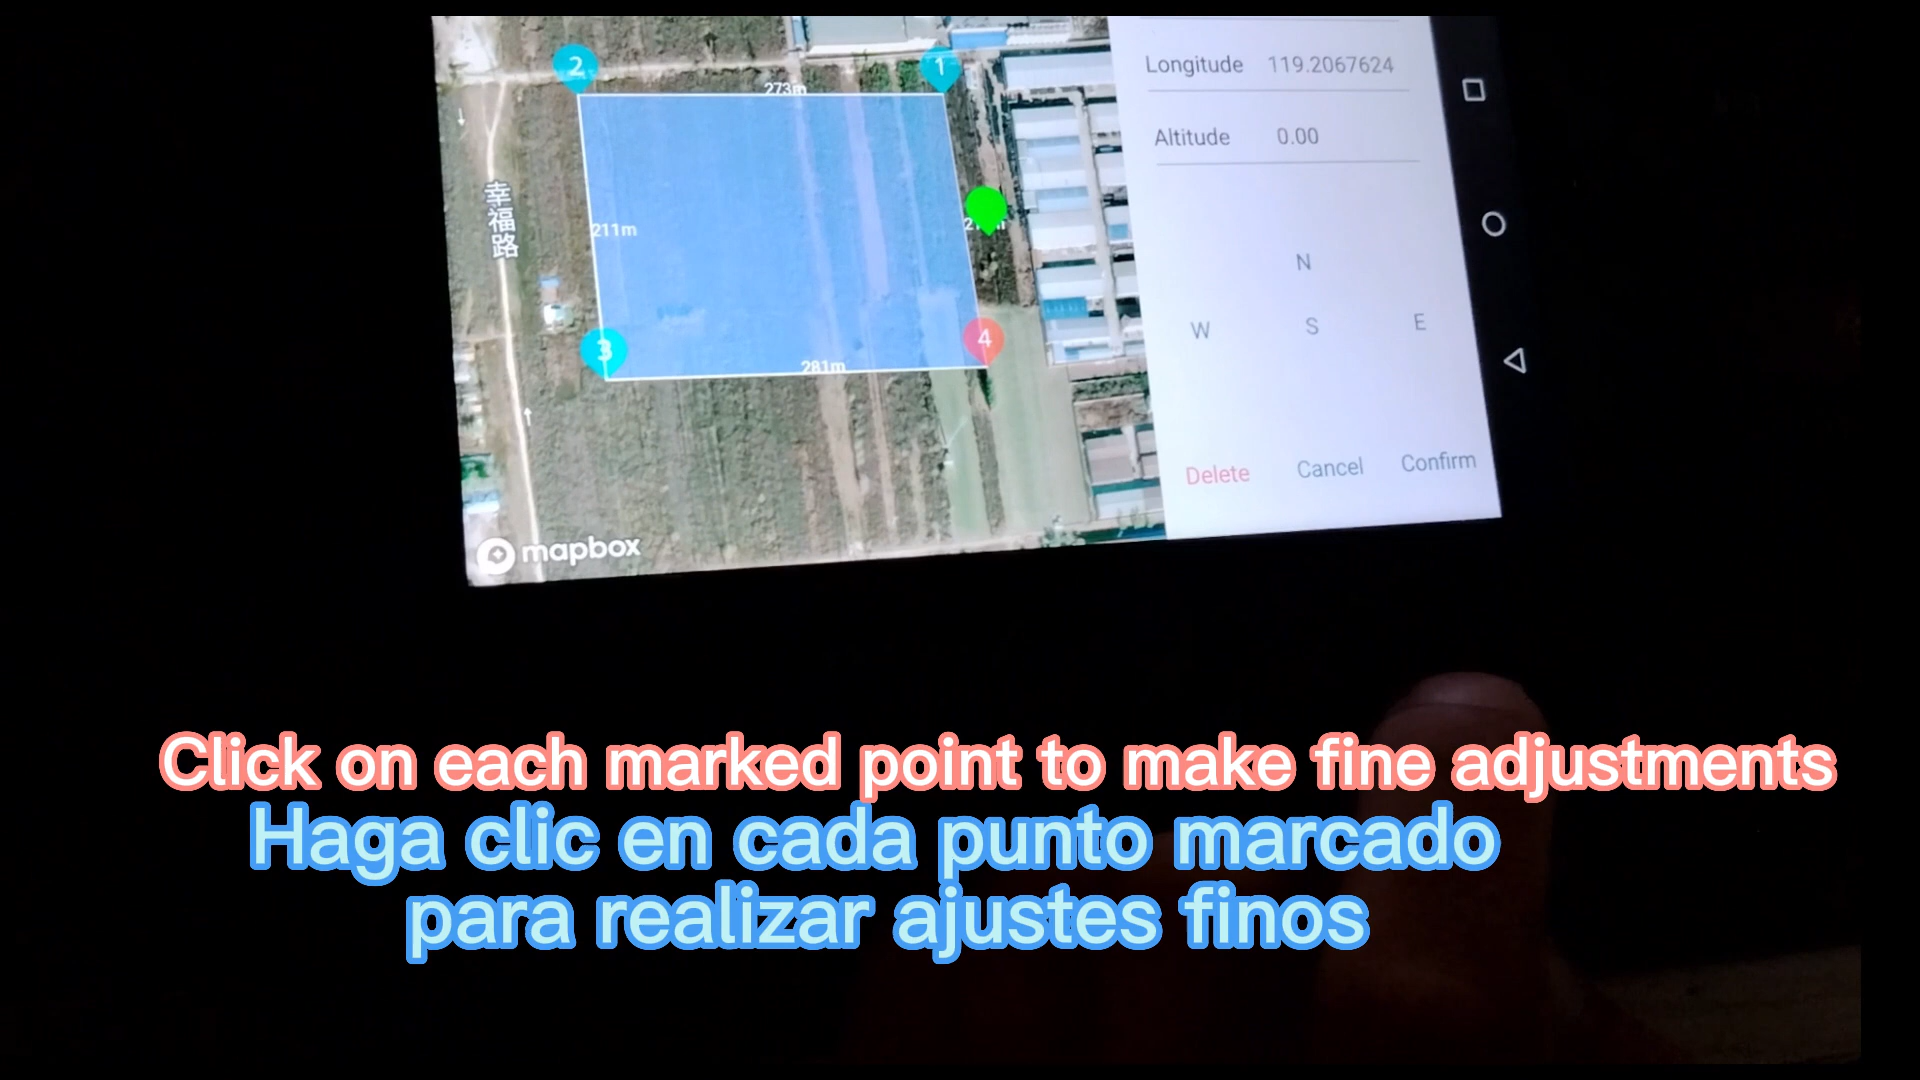 2
1
273m
Longitude 119.2067624
Altitude 0.00
幸福路
211m
N
W S E
3
4
281m
Delete Cancel Confirm
mapbox
Click on each marked point to make fine adjustments
Haga clic en cada punto marcado
para realizar ajustes finos